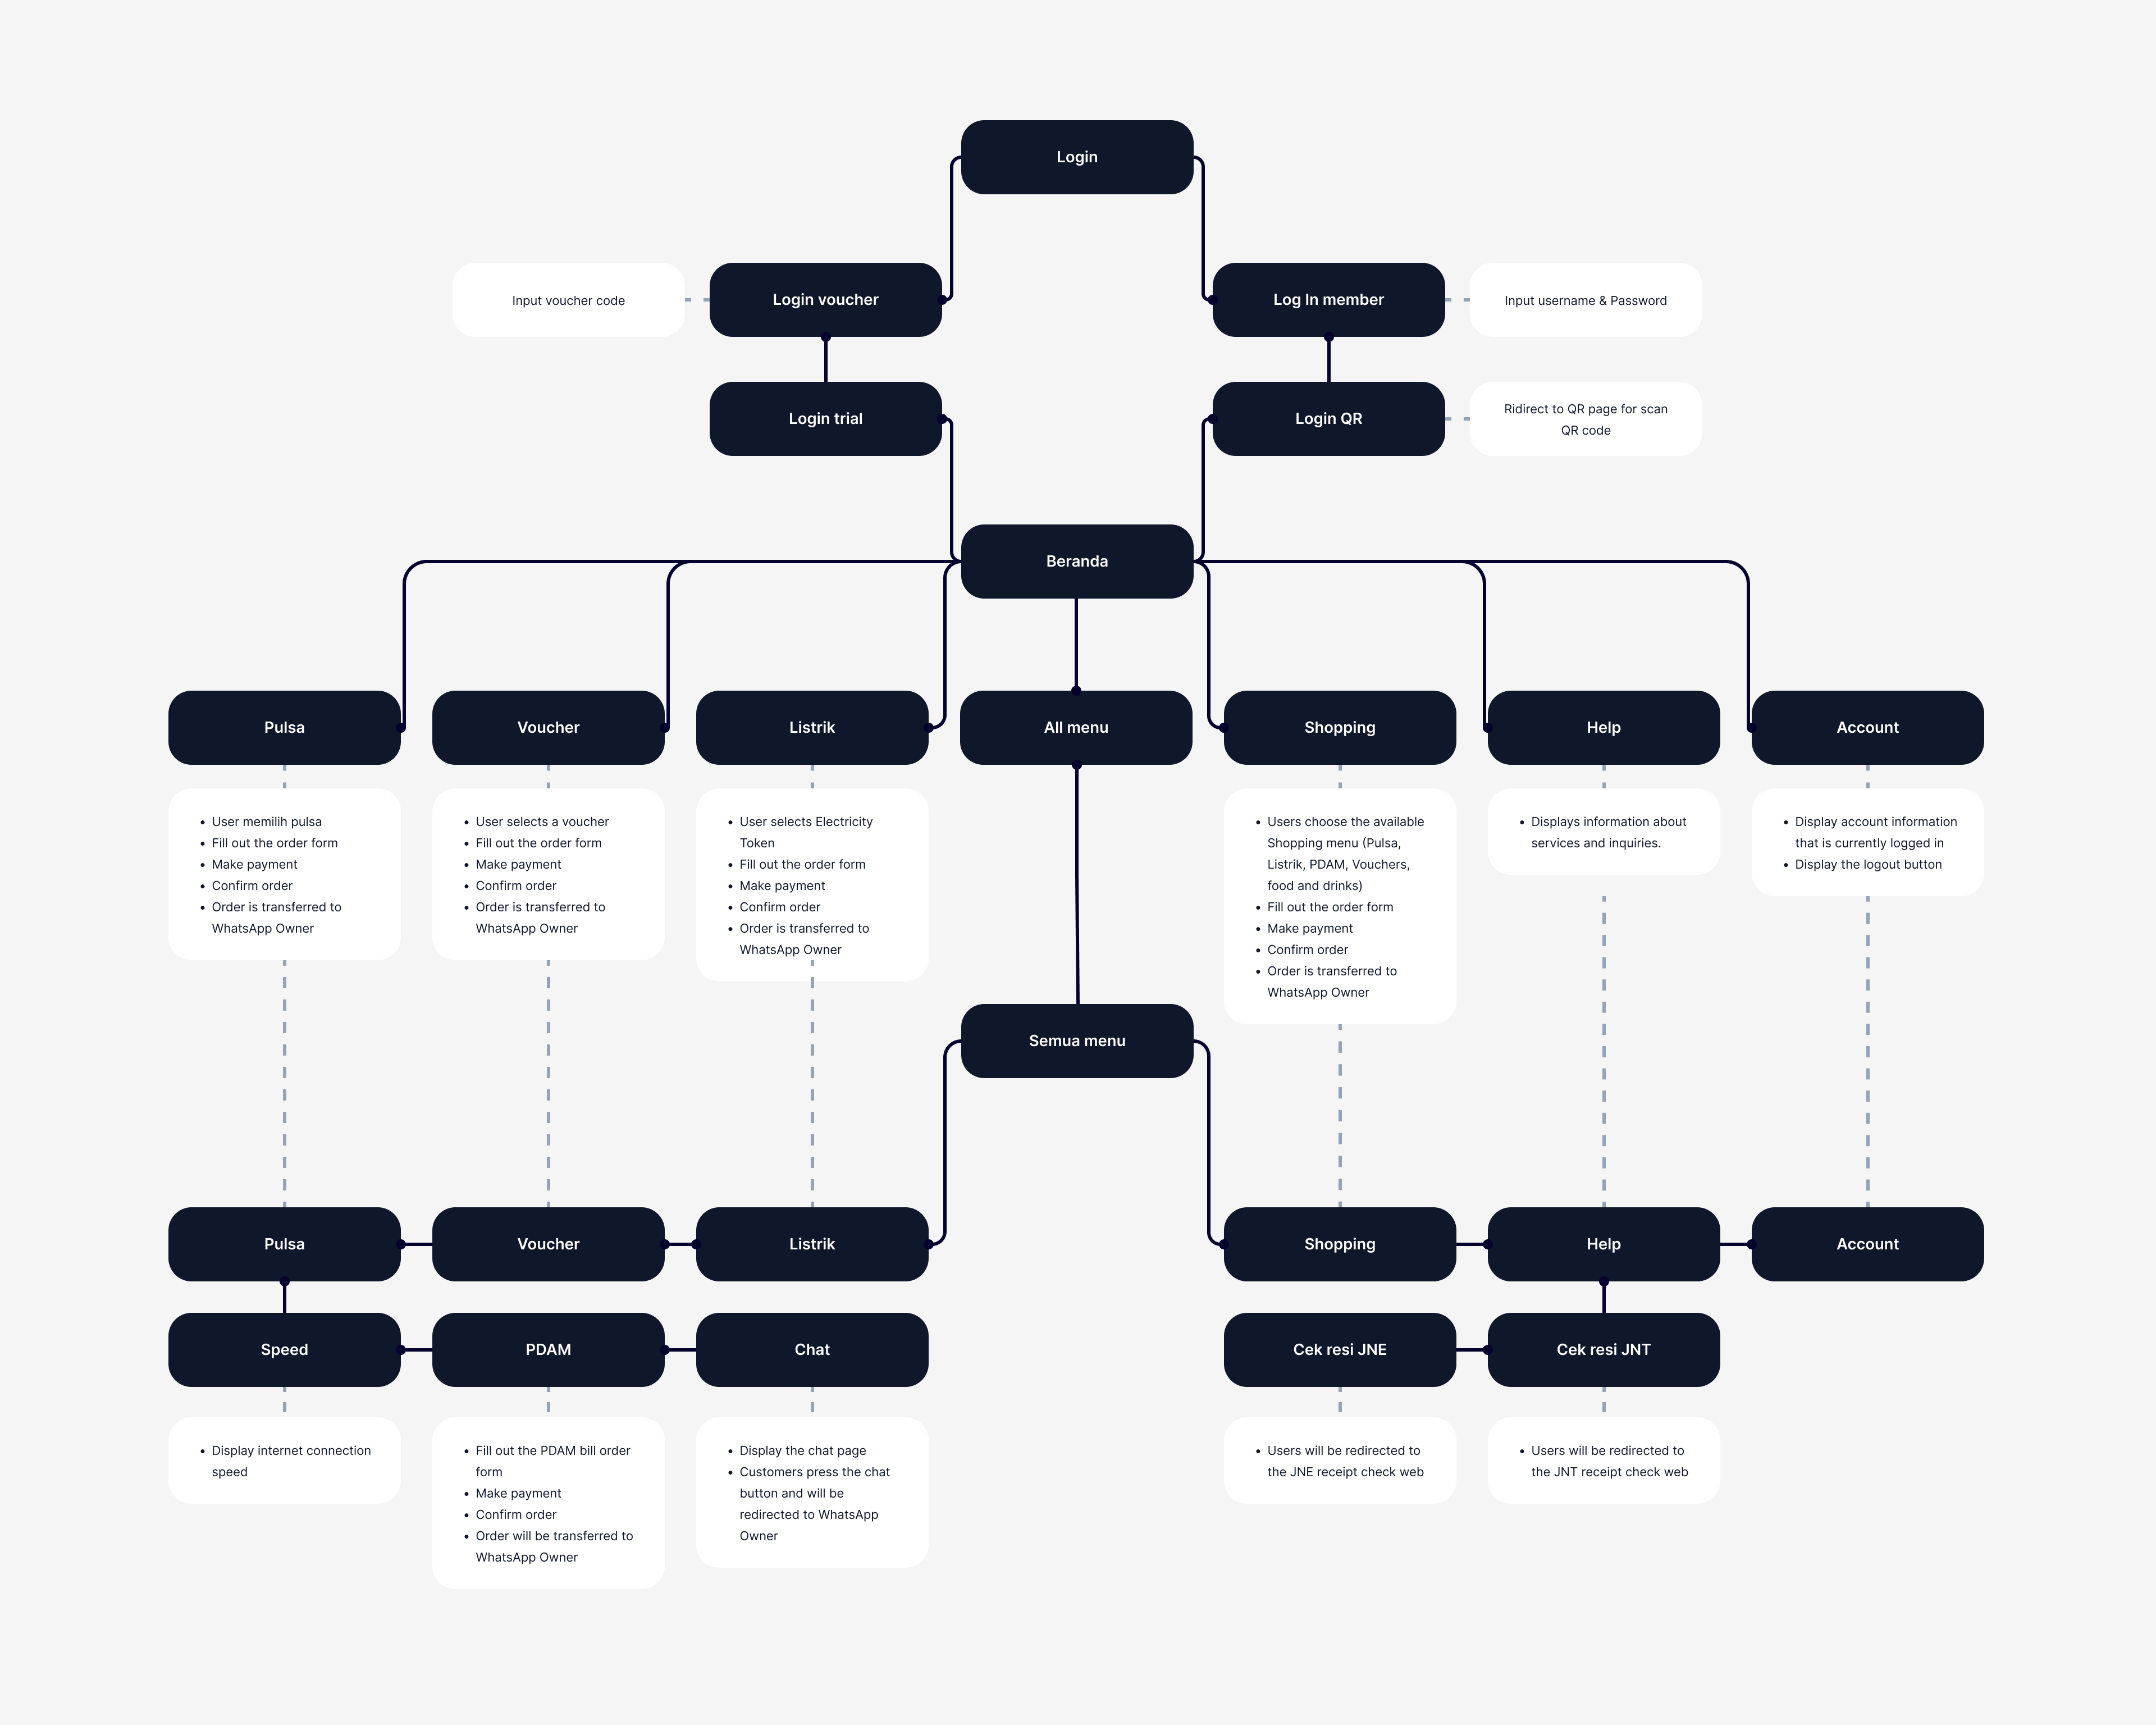 Login
Input voucher code
Login voucher
Log In member
Input username & Password
Login trial
Login QR
Ridirect to QR page for scan
QR code
Beranda
Pulsa
Voucher
Listrik
All menu
Shopping
Help
Account
• User memilih pulsa
• Fill out the order form
• Make payment
• Confirm order
• Order is transferred to
WhatsApp Owner
• User selects a voucher
• Fill out the order form
• Make payment
• Confirm order
• Order is transferred to
WhatsApp Owner
• User selects Electricity
Token
• Fill out the order form
• Make payment
• Confirm order
• Order is transferred to
WhatsApp Owner
• Users choose the available
Shopping menu (Pulsa,
Listrik, PDAM, Vouchers,
food and drinks)
• Fill out the order form
• Make payment
• Confirm order
• Order is transferred to
WhatsApp Owner
• Displays information about
services and inquiries.
• Display account information
that is currently logged in
• Display the logout button
Semua menu
Pulsa
Voucher
Listrik
Shopping
Help
Account
Speed
PDAM
Chat
Cek resi JNE
Cek resi JNT
• Display internet connection
speed
• Fill out the PDAM bill order
form
• Make payment
• Confirm order
• Order will be transferred to
WhatsApp Owner
• Display the chat page
• Customers press the chat
button and will be
redirected to WhatsApp
Owner
• Users will be redirected to
the JNE receipt check web
• Users will be redirected to
the JNT receipt check web